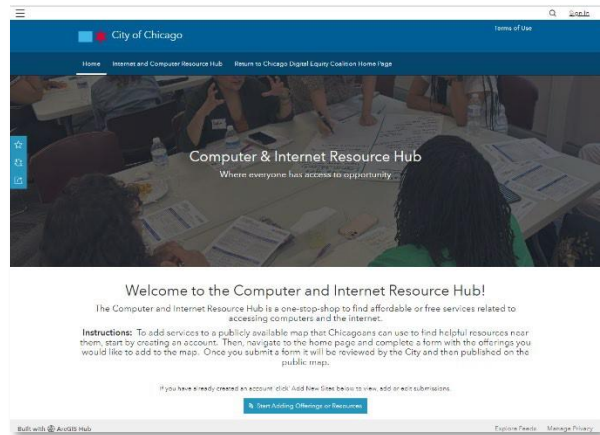 Sign In
City of Chicago
Terms of Use
Home Internet and Computer Resource Hub Return to Chicago Digital Equity Coalition Home Page
Computer & Internet Resource Hub
Where everyone has access to opportunity
Welcome to the Computer and Internet Resource Hub!
The Computer and Internet Resource Hub is a one-stop-shop to find affordable or free services related to
accessing computers and the internet.
Instructions: To add services to a publicly available map that Chicagoans can use to find helpful resources near
them, start by creating an account. Then, navigate to the home page and complete a form with the offerings you
would like to add to the map. Once you submit a form it will be reviewed by the City and then published on the
public map.
If you have already created an account 'click' Add New Sites below to view, add or edit submissions.
Start Adding Offerings or Resources
Built with ArcGIS Hub Explore Feeds Manage Privacy